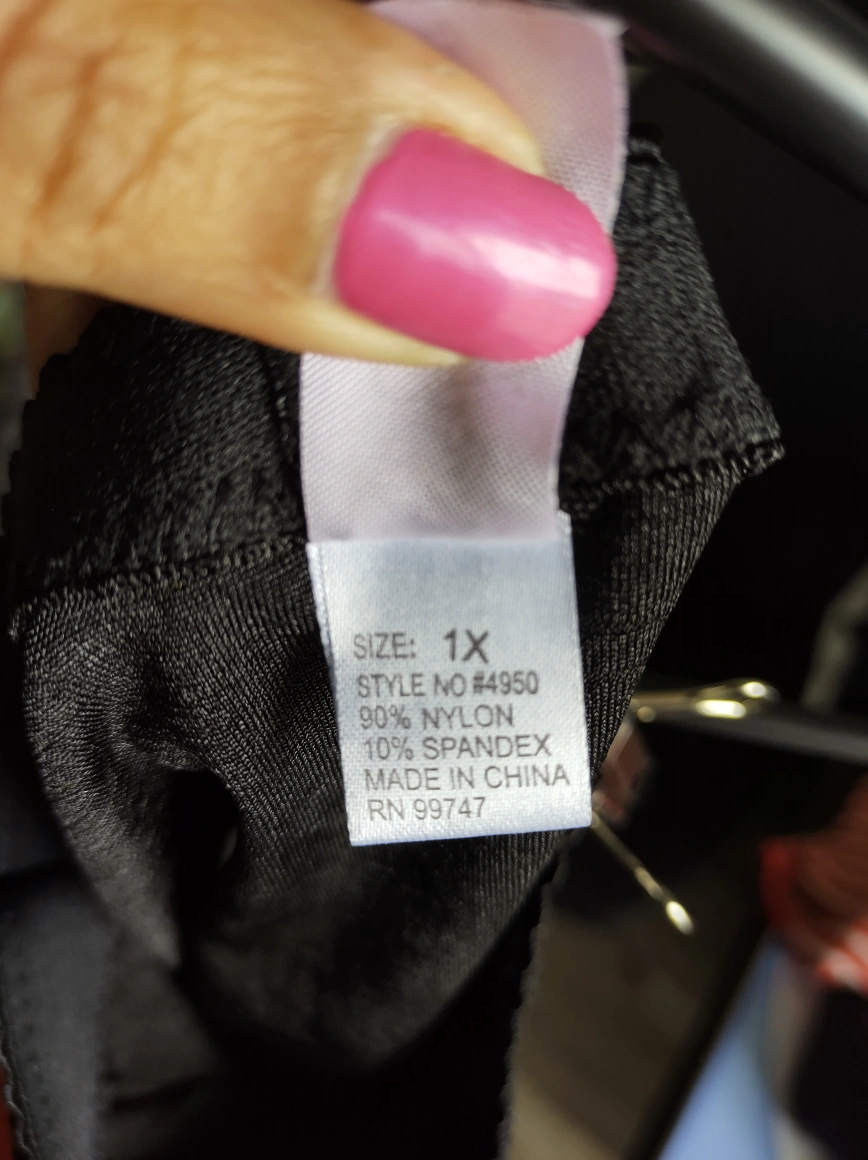 SIZE: 1X
STYLE NO #4950
90% NYLON
10% SPANDEX
MADE IN CHINA
RN 99747